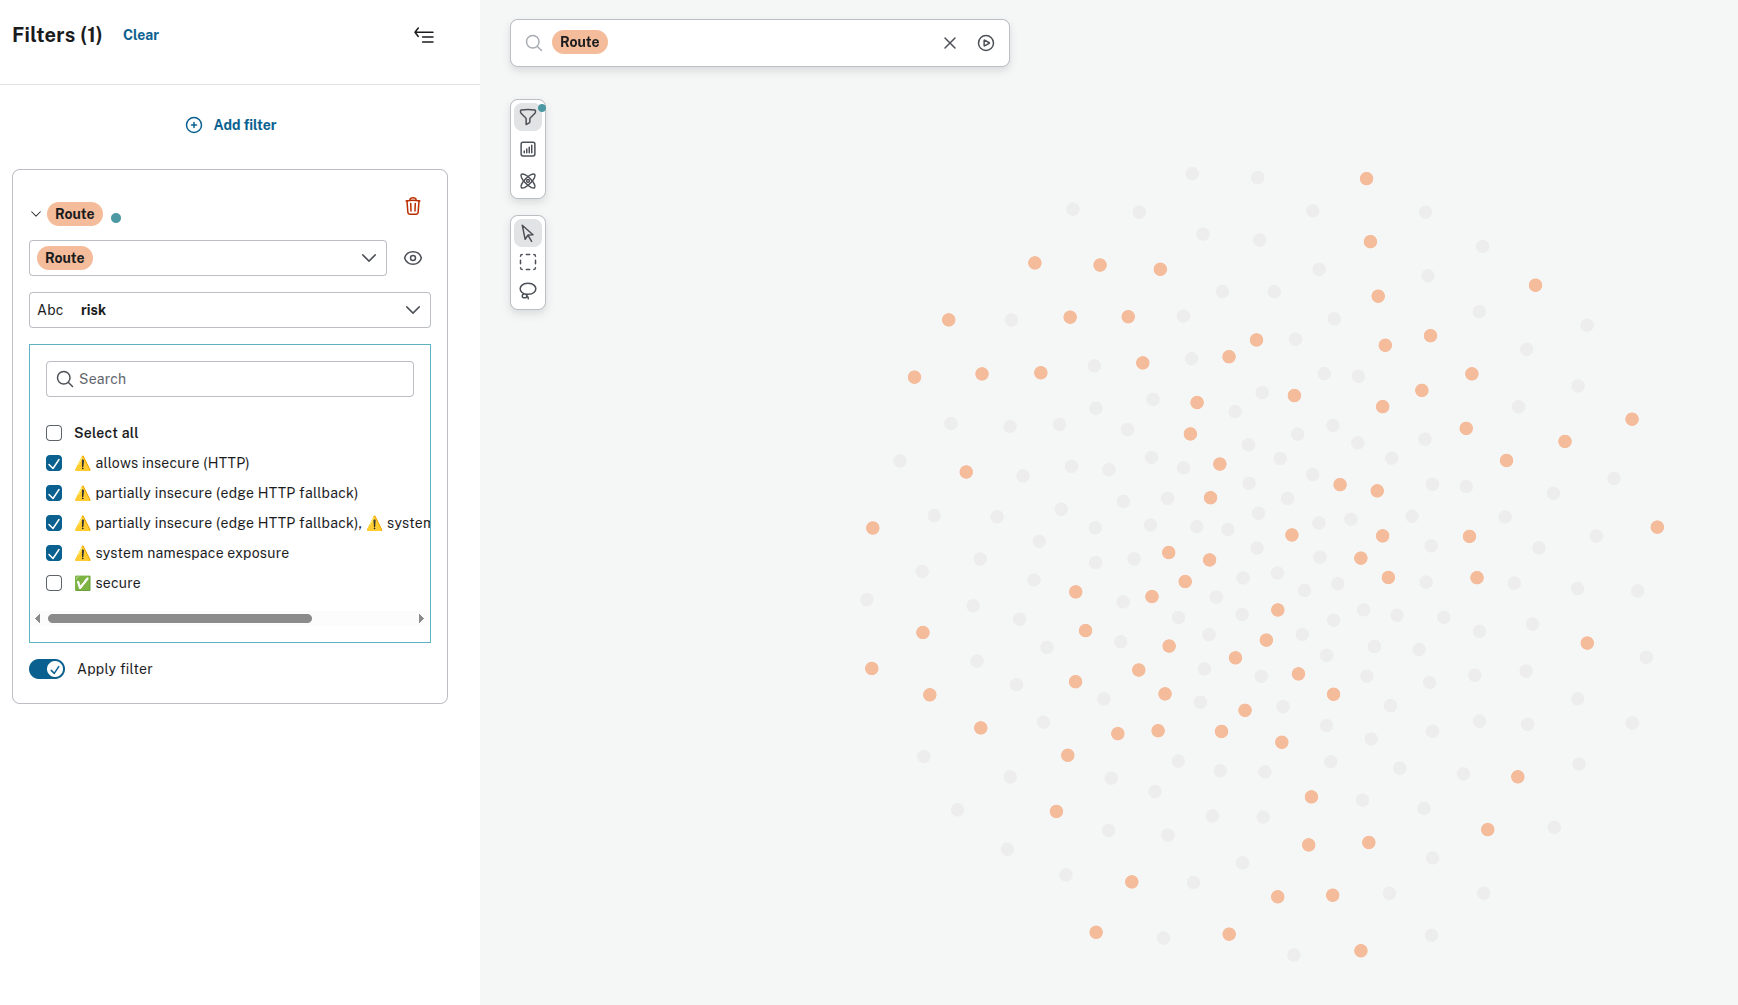 Filters (1) Clear
Route
Add filter
Route
Route
Abc risk
Search
Select all
⚠️ allows insecure (HTTP)
⚠️ partially insecure (edge HTTP fallback)
⚠️ partially insecure (edge HTTP fallback), ⚠️ system
⚠️ system namespace exposure
✅ secure
Apply filter